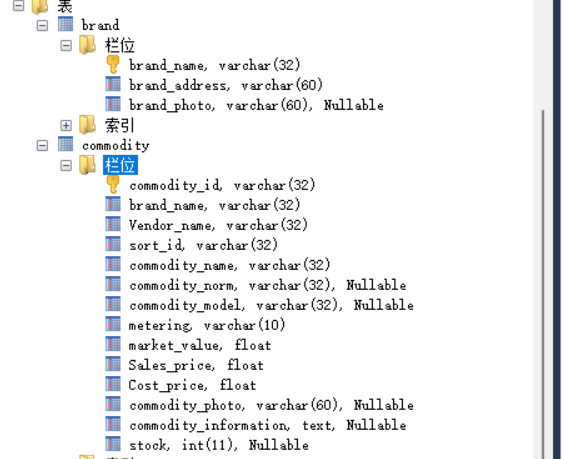 表
brand
栏位
brand_name, varchar(32)
brand_address, varchar(60)
brand_photo, varchar(60), Nullable
索引
commodity
栏位
commodity_id, varchar(32)
brand_name, varchar(32)
Vendor_name, varchar(32)
sort_id, varchar(32)
commodity_name, varchar(32)
commodity_norm, varchar(32), Nullable
commodity_model, varchar(32), Nullable
metering, varchar(10)
market_value, float
Sales_price, float
Cost_price, float
commodity_photo, varchar(60), Nullable
commodity_information, text, Nullable
stock, int(11), Nullable